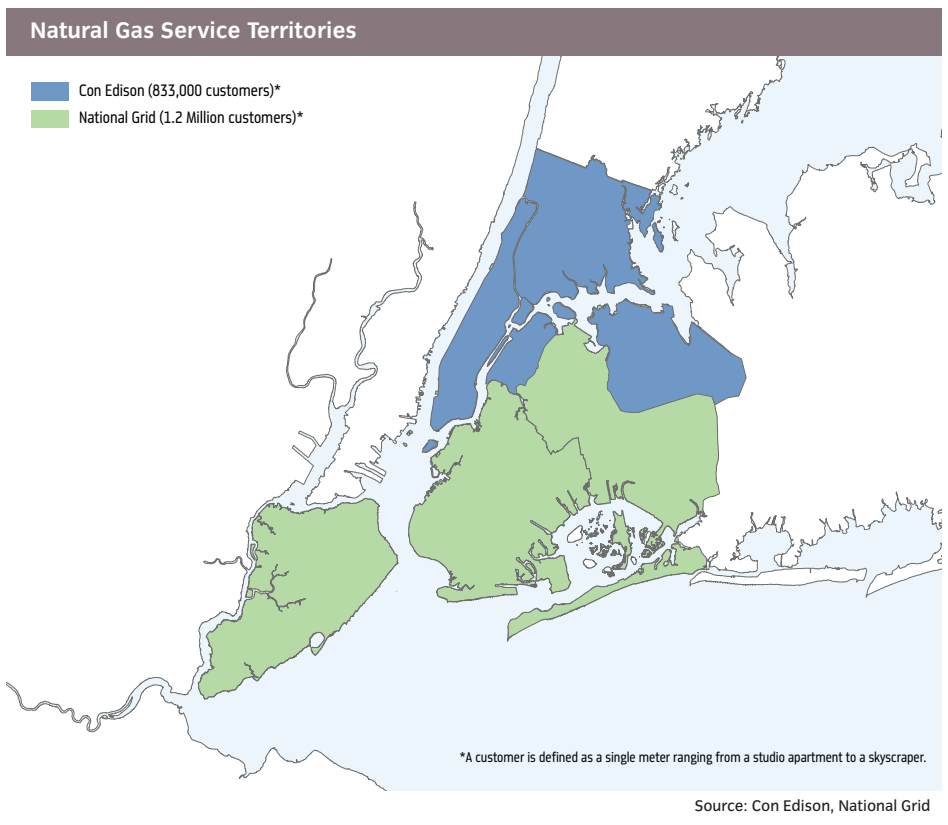 Natural Gas Service Territories
Con Edison (833,000 customers)*
National Grid (1.2 Million customers)*
*A customer is defined as a single meter ranging from a studio apartment to a skyscraper.
Source: Con Edison, National Grid